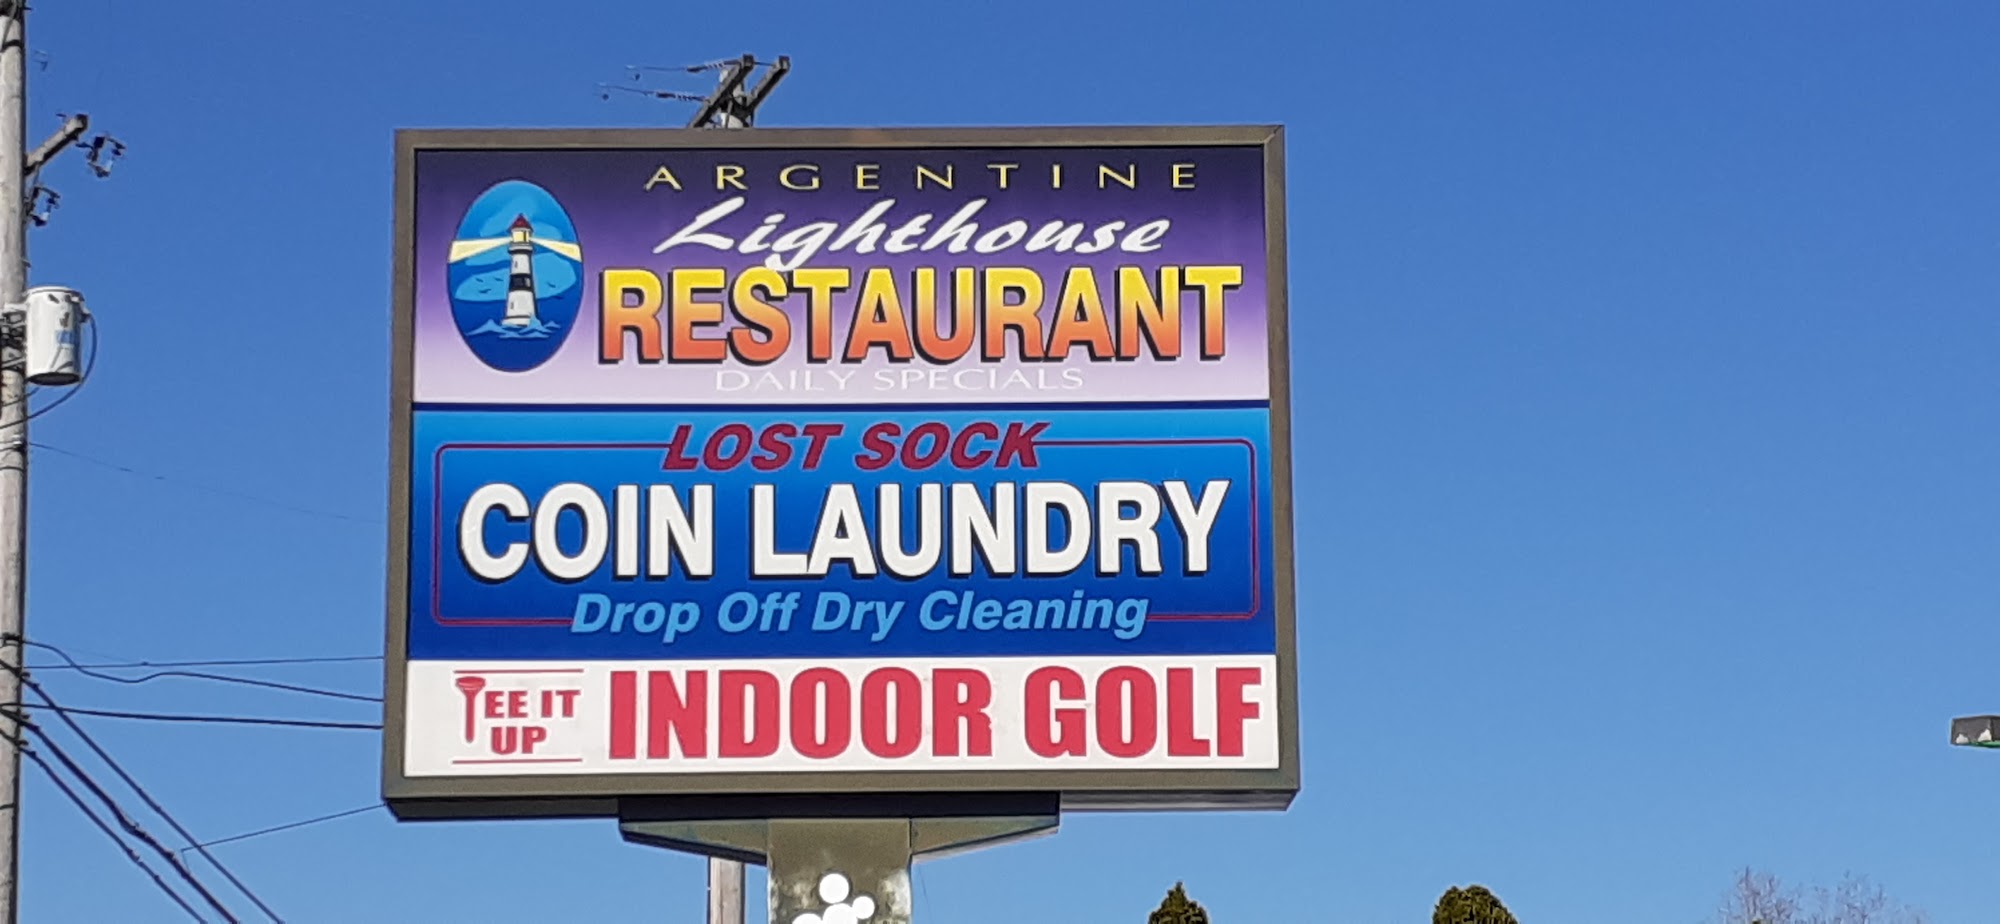 ARGENTINE
Lighthouse
RESTAURANT
DAILY SPECIALS
LOST SOCK
COIN LAUNDRY
Drop Off Dry Cleaning
TEE IT
UP
INDOOR GOLF